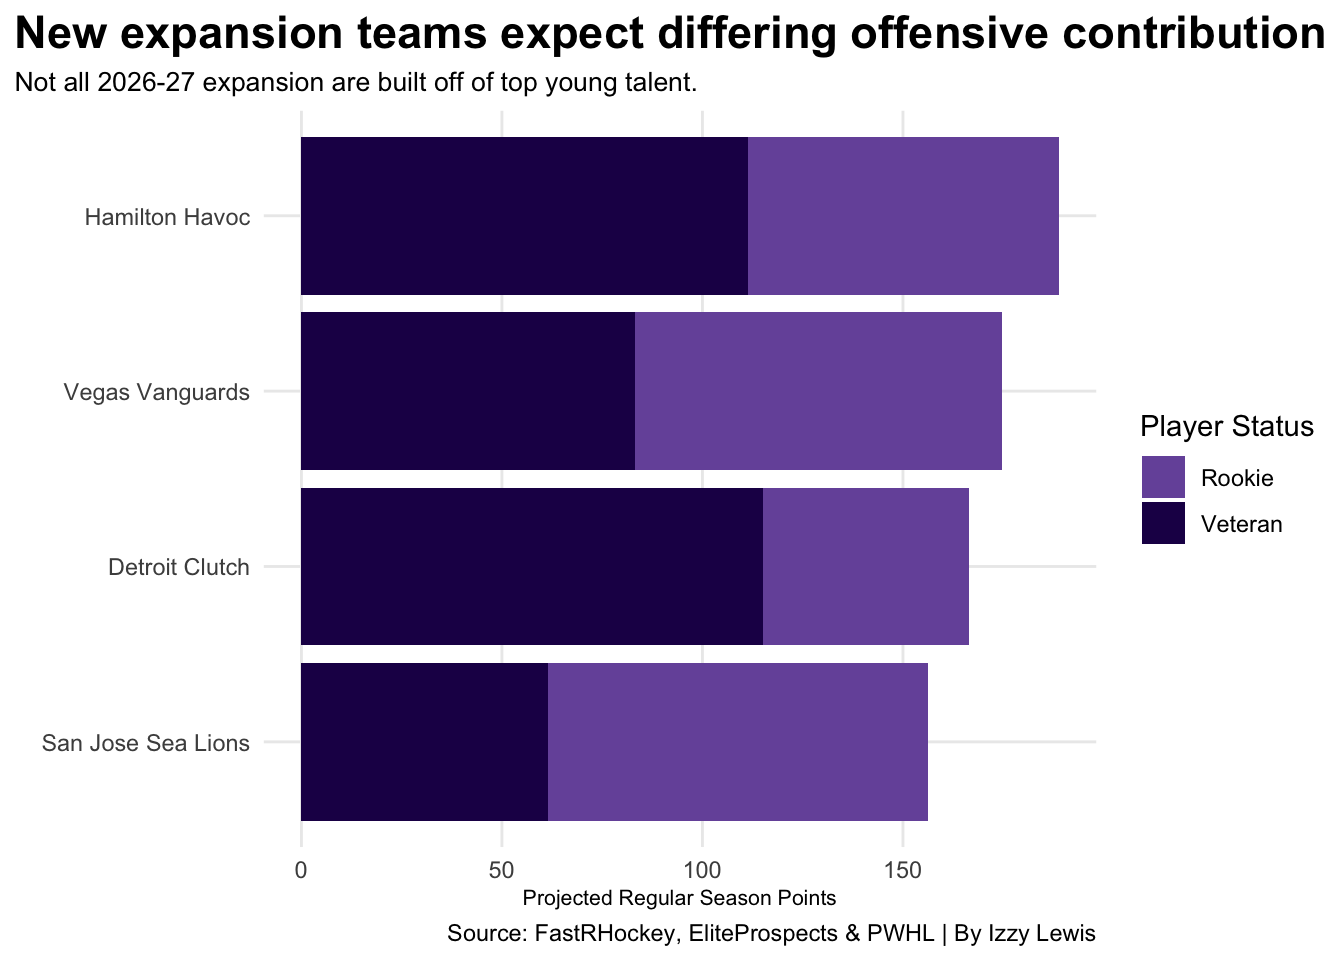 New expansion teams expect differing offensive contribution
Not all 2026-27 expansion are built off of top young talent.
Hamilton Havoc
Vegas Vanguards
Detroit Clutch
San Jose Sea Lions
0 50 100 150
Projected Regular Season Points
Player Status
Rookie
Veteran
Source: FastRHockey, EliteProspects & PWHL | By Izzy Lewis